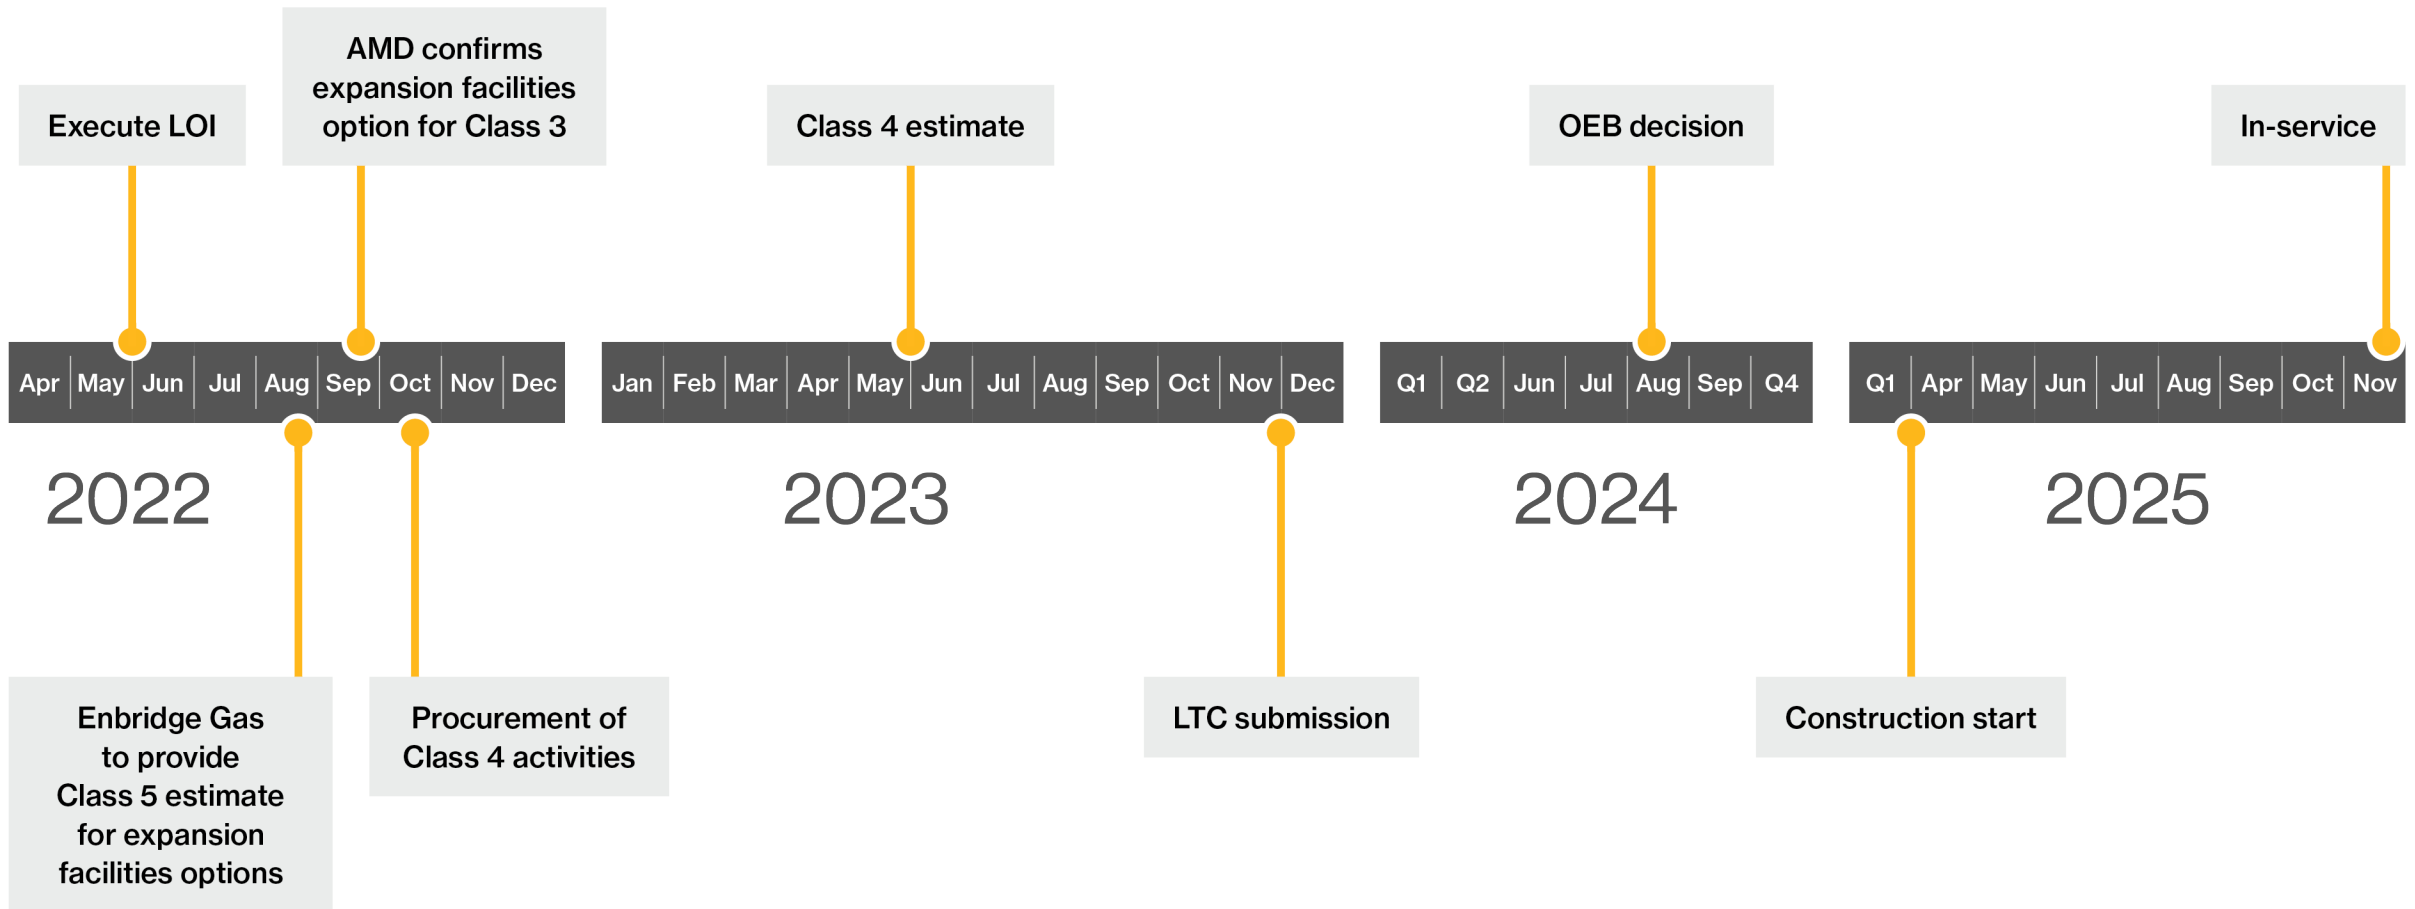 AMD confirms
expansion facilities
option for Class 3
Execute LOI
Class 4 estimate
OEB decision
In-service
Apr May Jun Jul Aug Sep Oct Nov Dec
Jan Feb Mar Apr May Jun Jul Aug Sep Oct Nov Dec
Q1 Q2 Jun Jul Aug Sep Q4
Q1 Apr May Jun Jul Aug Sep Oct Nov
2022
2023
2024
2025
Enbridge Gas
to provide
Class 5 estimate
for expansion
facilities options
Procurement of
Class 4 activities
LTC submission
Construction start